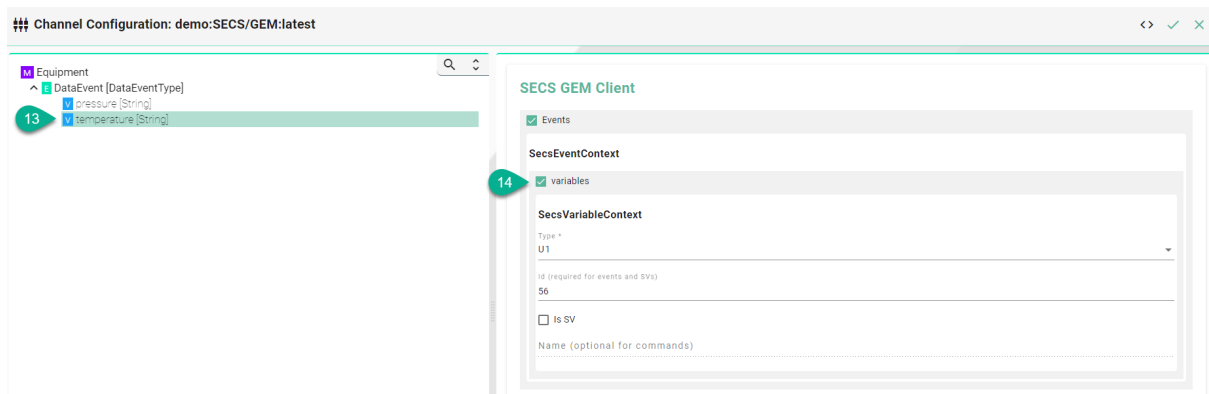 Channel Configuration: demo:SECS/GEM:latest
M Equipment
E DataEvent [DataEventType]
V pressure [String]
13
V temperature [String]
SECS GEM Client
Events
SecsEventContext
14
variables
SecsVariableContext
Type *
U1
Id (required for events and SVs)
56
Is SV
Name (optional for commands)